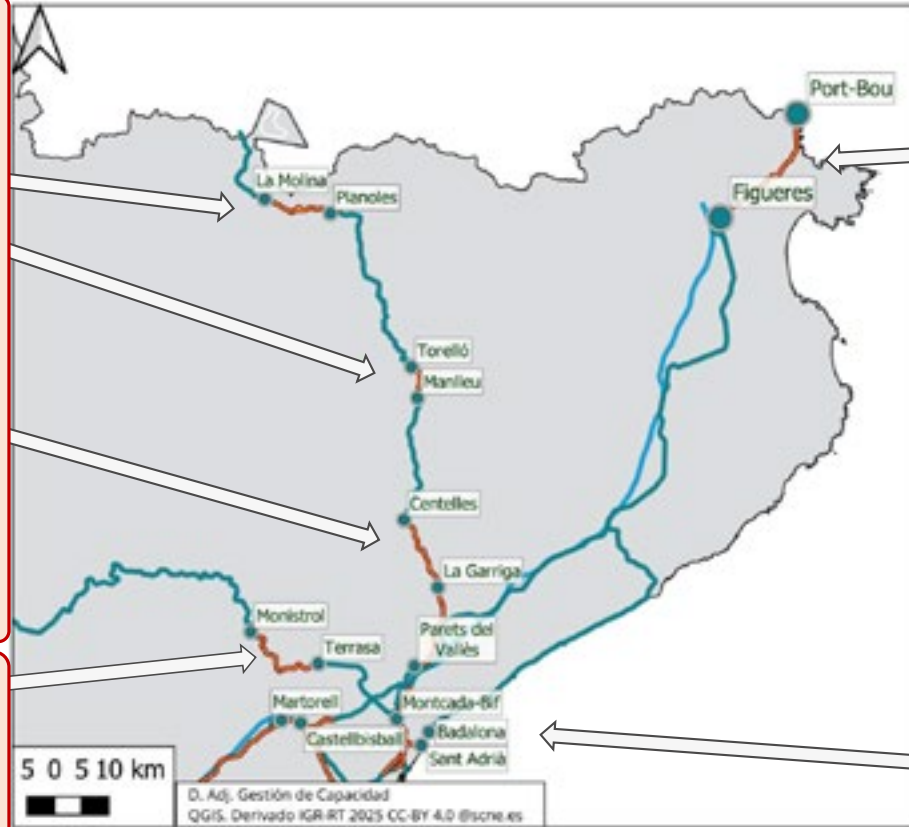 Port-Bou
La Molina
Planoles
Figueres
Torelló
Manlleu
Centelles
La Garriga
Monistrol
Parets del
Vallès
Terrasa
Martorell
Montcada-Bif
Castellbisball
Badalona
Sant Adrià
5 0 5 10 km
D. Adj. Gestión de Capacidad
QGIS. Derivado IGR-RT 2025 CC-BY 4.0 @scne.es